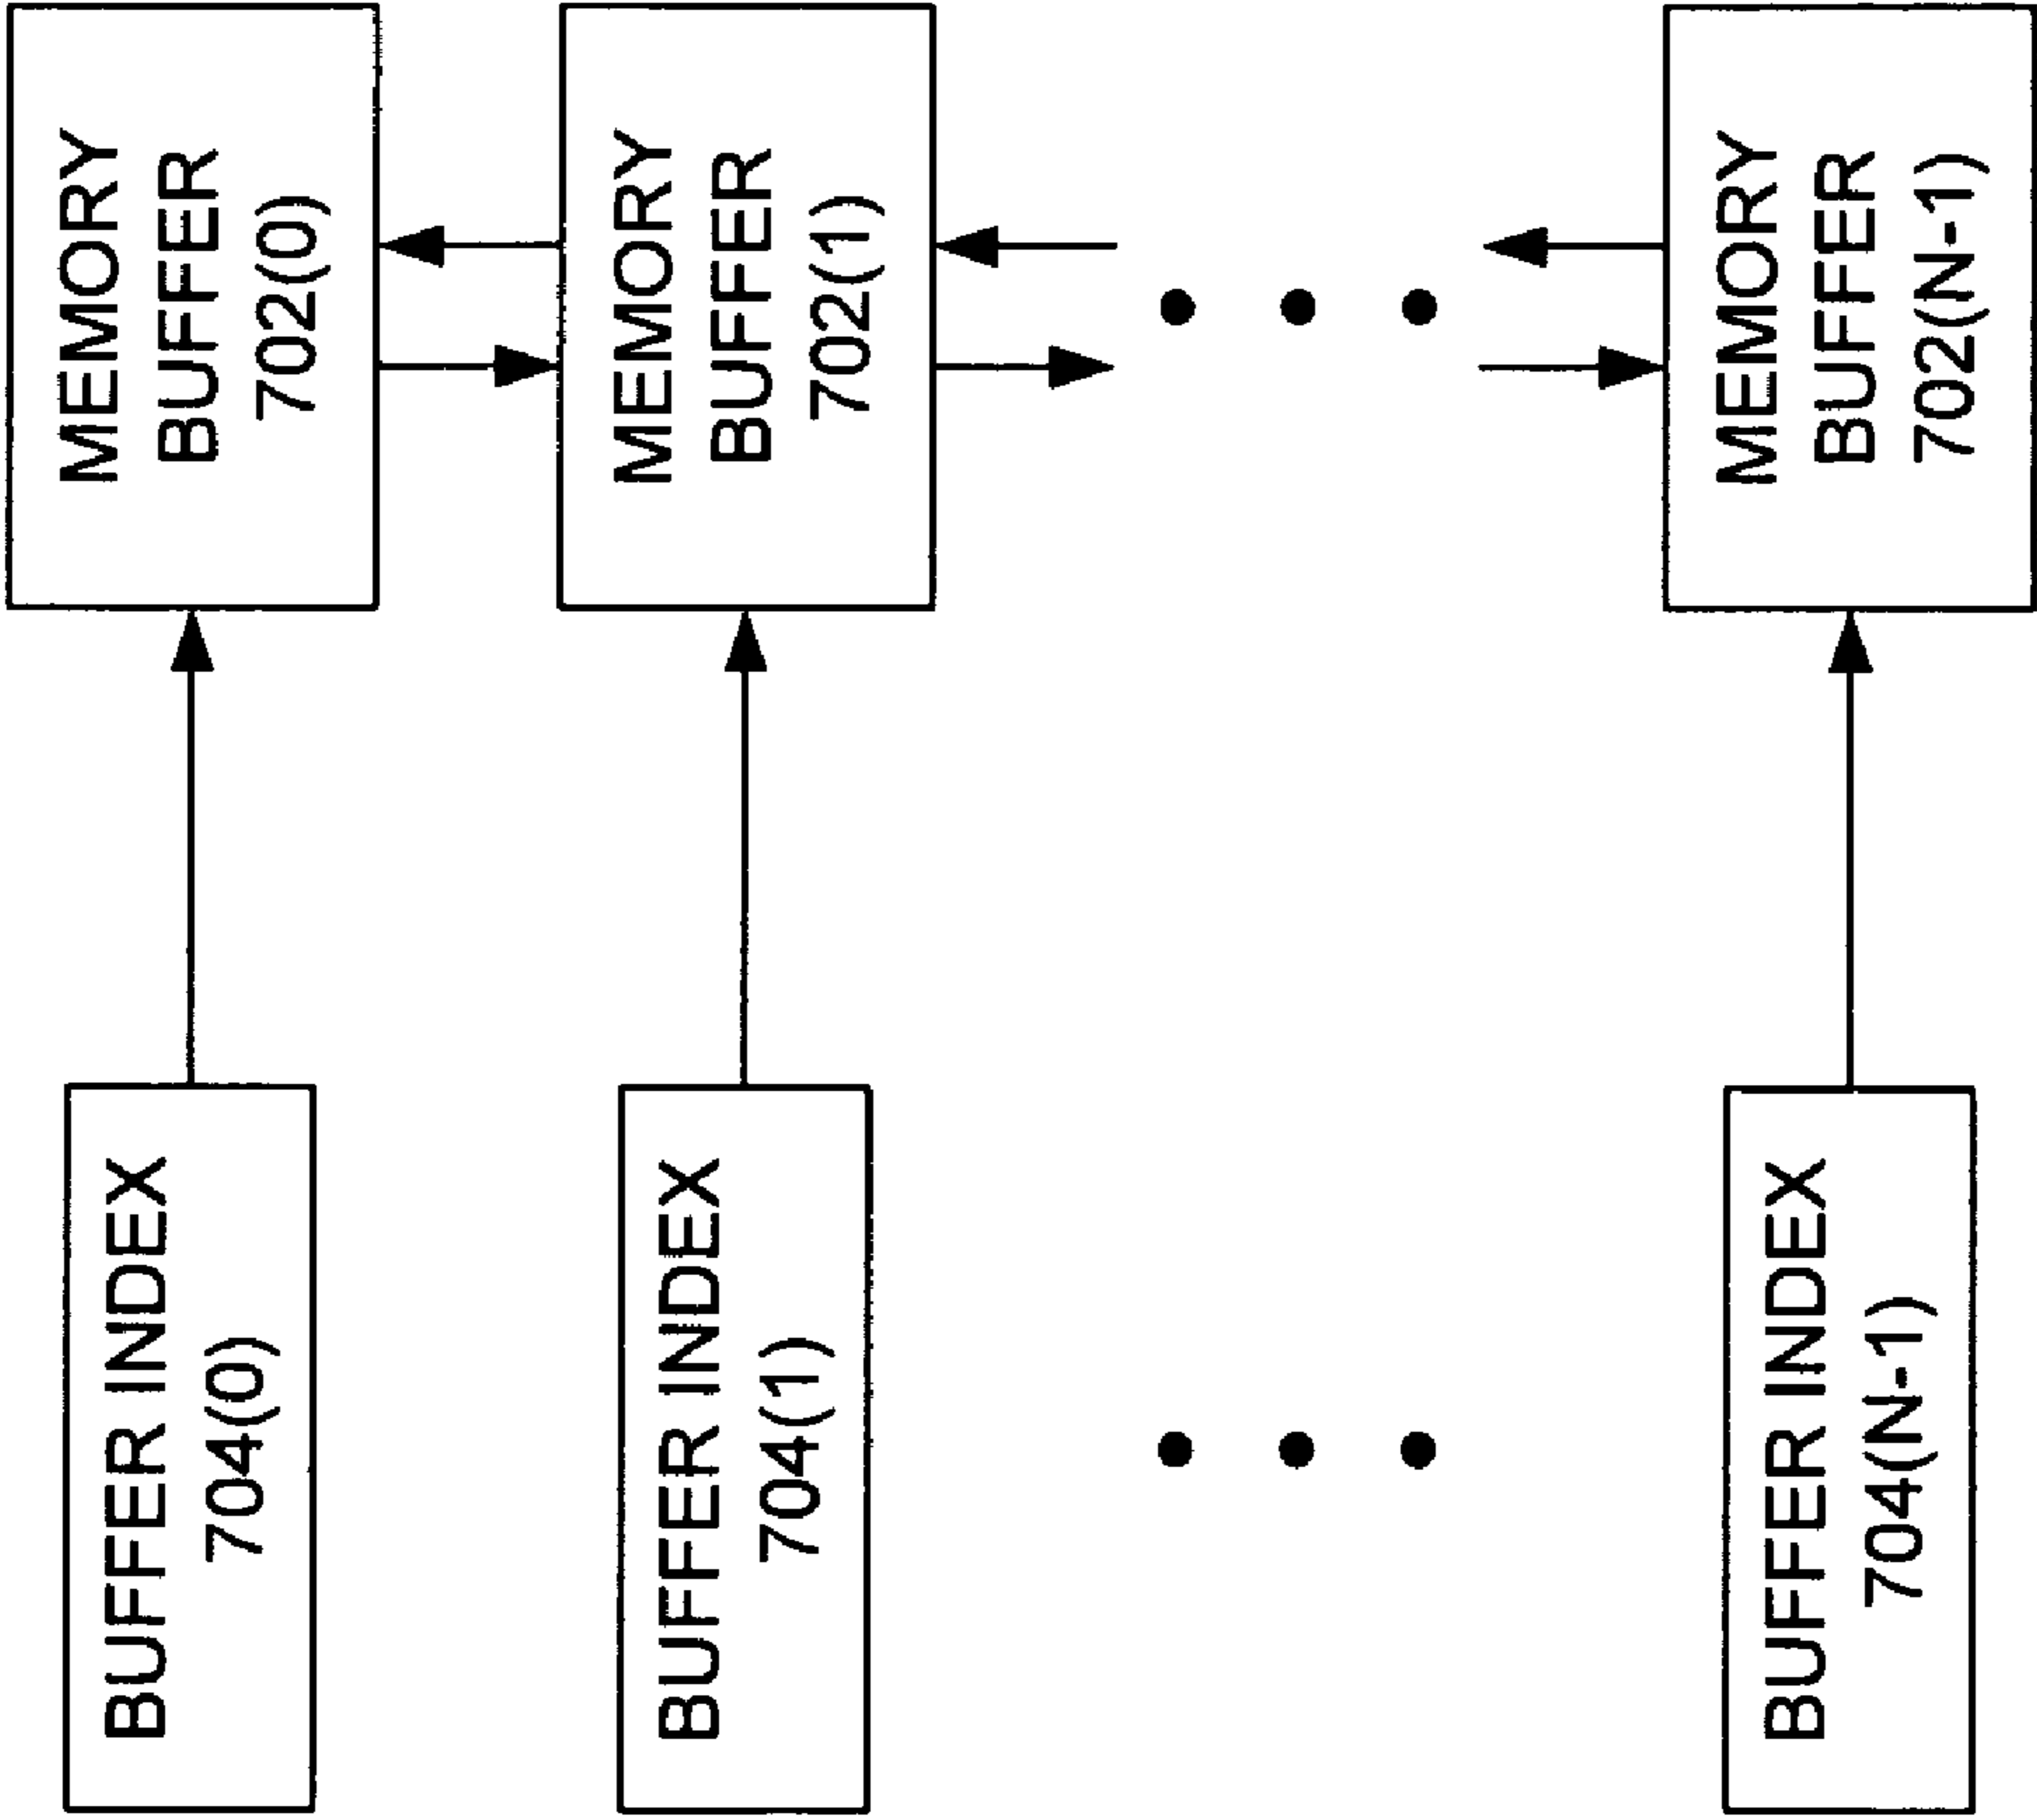 MEMORY
BUFFER
702(0)
MEMORY
BUFFER
702(1)
MEMORY
BUFFER
702(N-1)
BUFFER INDEX
704(0)
BUFFER INDEX
704(1)
BUFFER INDEX
704(N-1)